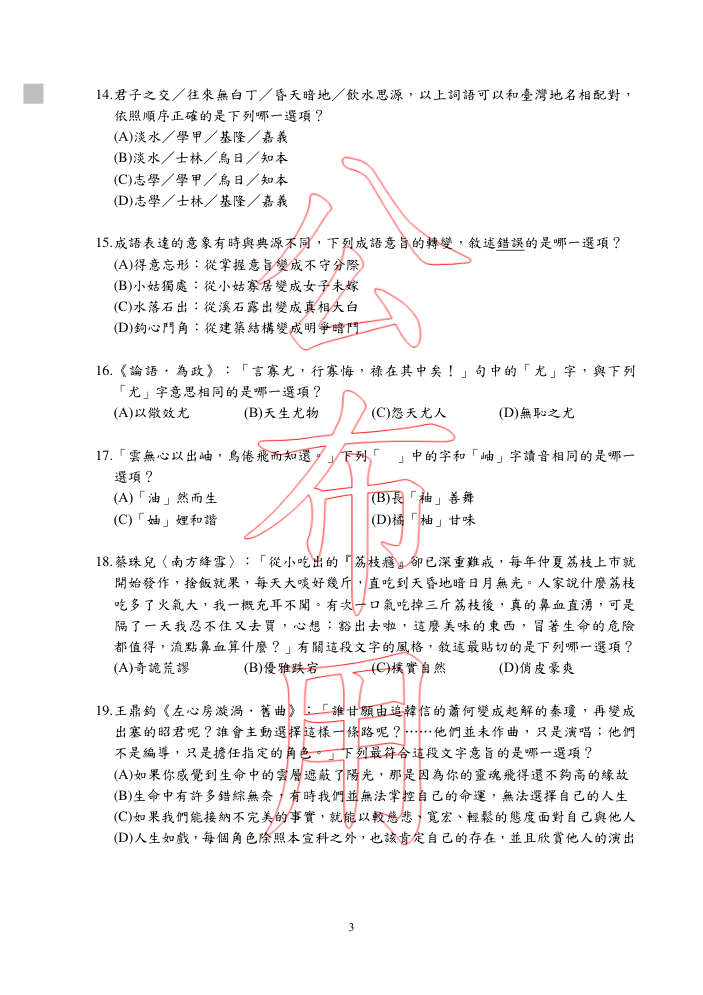 14.君子之交／往來無白丁／昏天暗地／飲水思源，以上詞語可以和臺灣地名相配對，
依照順序正確的是下列哪一選項？
(A)淡水／學甲／基隆／嘉義
(B)淡水／士林／烏日／知本
(C)志學／學甲／烏日／知本
(D)志學／士林／基隆／嘉義
15.成語表達的意象有時與典源不同，下列成語意旨的轉變，敘述錯誤的是哪一選項？
(A)得意忘形：從掌握意旨變成不守分際
(B)小姑獨處：從小姑寡居變成女子未嫁
(C)水落石出：從溪石露出變成真相大白
(D)鉤心鬥角：從建築結構變成明爭暗鬥
16.《論語．為政》：「言寡尤，行寡悔，祿在其中矣！」句中的「尤」字，與下列
「尤」字意思相同的是哪一選項？
(A)以儆效尤 (B)天生尤物 (C)怨天尤人 (D)無恥之尤
17.「雲無心以出岫，鳥倦飛而知還。」下列「　」中的字和「岫」字讀音相同的是哪一
選項？
(A)「油」然而生 (B)長「袖」善舞
(C)「妯」娌和諧 (D)橘「柚」甘味
18.蔡珠兒〈南方絳雪〉：「從小吃出的『荔枝癮』卻已深重難戒，每年仲夏荔枝上市就
開始發作，捨飯就果，每天大啖好幾斤，直吃到天昏地暗日月無光。人家說什麼荔枝
吃多了火氣大，我一概充耳不聞。有次一口氣吃掉三斤荔枝後，真的鼻血直湧，可是
隔了一天我忍不住又去買，心想：豁出去啦，這麼美味的東西，冒著生命的危險
都值得，流點鼻血算什麼？」有關這段文字的風格，敘述最貼切的是下列哪一選項？
(A)奇詭荒謬 (B)優雅跌宕 (C)樸實自然 (D)俏皮豪爽
19.王鼎鈞《左心房漩渦．舊曲》：「誰甘願由追韓信的蕭何變成起解的秦瓊，再變成
出塞的昭君呢？誰會主動選擇這樣一條路呢？……他們並未作曲，只是演唱；他們
不是編導，只是擔任指定的角色。」下列最符合這段文字意旨的是哪一選項？
(A)如果你感覺到生命中的雲層遮蔽了陽光，那是因為你的靈魂飛得還不夠高的緣故
(B)生命中有許多錯綜無奈，有時我們並無法掌控自己的命運，無法選擇自己的人生
(C)如果我們能接納不完美的事實，就能以較慈悲、寬宏、輕鬆的態度面對自己與他人
(D)人生如戲，每個角色除照本宣科之外，也該肯定自己的存在，並且欣賞他人的演出
公布用
3